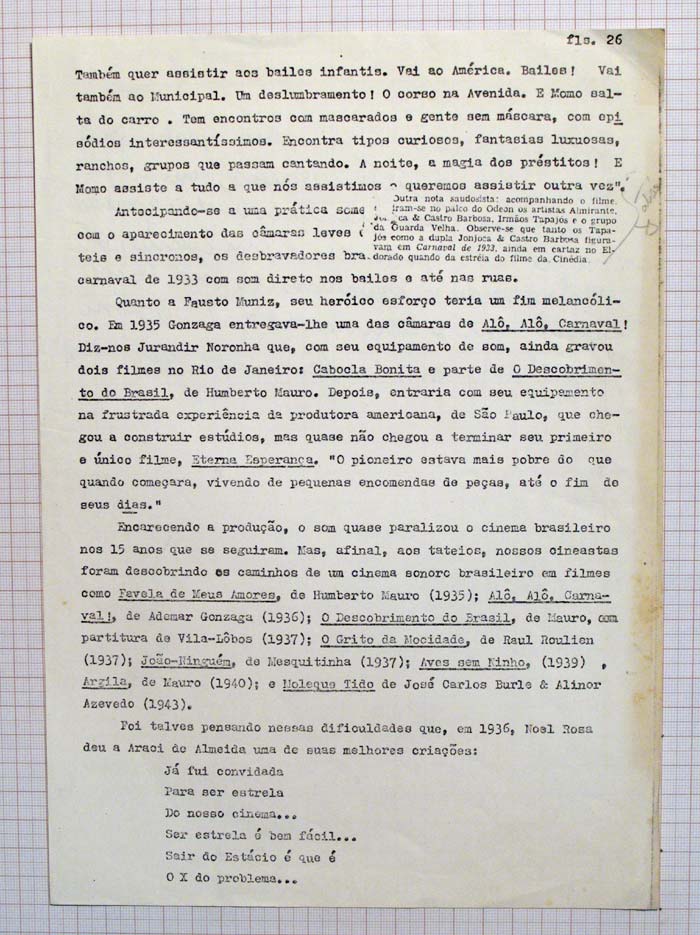 fls. 26
Também quer assistir aos bailes infantis. Vai ao América. Bailes! Vai
também ao Municipal. Um deslumbramento! O corso na Avenida. E Momo sal-
ta do carro . Tem encontros com mascarados e gente sem máscara, com epi
sódios interessantíssimos. Encontra tipos curiosos, fantasias luxuosas,
ranchos, grupos que passam cantando. A noite, a magia dos préstitos! E
Momo assiste a tudo a que nós assistimos e queremos assistir outra vez".
Outra nota saudosista: acompanhando o filme,
iram-se no palco do Odeon os artistas Almirante,
& Castro Barbosa, Irmãos Tapajós e o grupo
da Guarda Velha. Observe-se que tanto os Tapa-
jós como a dupla Jonjoca & Castro Barbosa figura-
vam em Carnaval de 1933, ainda em cartaz no El-
dorado quando da estréia do filme da Cinédia.
Antecipando-se a uma prática some
com o aparecimento das câmaras leves
teis e síncronos, os desbravadores bra
carnaval de 1933 com som direto nos bailes e até nas ruas.
Quanto a Fausto Muniz, seu heróico esforço teria um fim melancóli-
co. Em 1935 Gonzaga entregava-lhe uma das câmaras de Alô, Alô, Carnaval!
Diz-nos Jurandir Noronha que, com seu equipamento de som, ainda gravou
dois filmes no Rio de Janeiro: Cabocla Bonita e parte de O Descobrimen-
to do Brasil, de Humberto Mauro. Depois, entraria com seu equipamento
na frustrada experiência da produtora americana, de São Paulo, que che-
gou a construir estúdios, mas quase não chegou a terminar seu primeiro
e único filme, Eterna Esperança. "O pioneiro estava mais pobre do que
quando começara, vivendo de pequenas encomendas de peças, até o fim de
seus dias."
Encarecendo a produção, o som quase paralizou o cinema brasileiro
nos 15 anos que se seguiram. Mas, afinal, aos tateios, nossos cineastas
foram descobrindo os caminhos de um cinema sonoro brasileiro em filmes
como Favela de Meus Amores, de Humberto Mauro (1935); Alô, Alô, Carna-
val!, de Ademar Gonzaga (1936); O Descobrimento do Brasil, de Mauro, com
partitura de Vila-Lôbos (1937); O Grito da Mocidade, de Raul Roulien
(1937); João-Ninguém, de Mesquitinha (1937); Aves sem Ninho, (1939) ,
Argila, de Mauro (1940); e Moleque Tido de José Carlos Burle & Alinor
Azevedo (1943).
Foi talves pensando nessas dificuldades que, em 1936, Noel Rosa
deu a Araci de Almeida uma de suas melhores criações:
Já fui convidada
Para ser estrela
Do nosso cinema...
Ser estrela é bem fácil...
Sair do Estácio é que é
O X do problema...